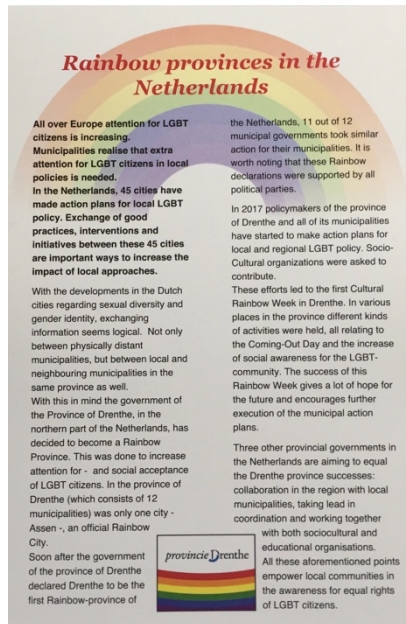 Rainbow provinces in the
Netherlands
All over Europe attention for LGBT
citizens is increasing.
Municipalities realise that extra
attention for LGBT citizens in local
policies is needed.
In the Netherlands, 45 cities have
made action plans for local LGBT
policy. Exchange of good
practices, interventions and
initiatives between these 45 cities
are important ways to increase the
impact of local approaches.
With the developments in the Dutch
cities regarding sexual diversity and
gender identity, exchanging
information seems logical. Not only
between physically distant
municipalities, but between local and
neighbouring municipalities in the
same province as well.
With this in mind the government of
the Province of Drenthe, in the
northern part of the Netherlands, has
decided to become a Rainbow
Province. This was done to increase
attention for - and social acceptance
of LGBT citizens. In the province of
Drenthe (which consists of 12
municipalities) was only one city -
Assen -, an official Rainbow
City.
Soon after the government
of the province of Drenthe
declared Drenthe to be the
first Rainbow-province of
the Netherlands, 11 out of 12
municipal governments took similar
action for their municipalities. It is
worth noting that these Rainbow
declarations were supported by all
political parties.
In 2017 policymakers of the province
of Drenthe and all of its municipalities
have started to make action plans for
local and regional LGBT policy. Socio-
Cultural organizations were asked to
contribute.
These efforts led to the first Cultural
Rainbow Week in Drenthe. In various
places in the province different kinds
of activities were held, all relating
to the Coming-Out Day and the increase
of social awareness for the LGBT-
community. The success of this
Rainbow Week gives a lot of hope for
the future and encourages further
execution of the municipal action
plans.
Three other provincial governments in
the Netherlands are aiming to equal
the Drenthe province successes:
collaboration in the region with local
municipalities, taking lead in
coordination and working together
with both sociocultural and
educational organisations.
All these aforementioned points
empower local communities in
the awareness for equal rights
of LGBT citizens.
provincie Drenthe